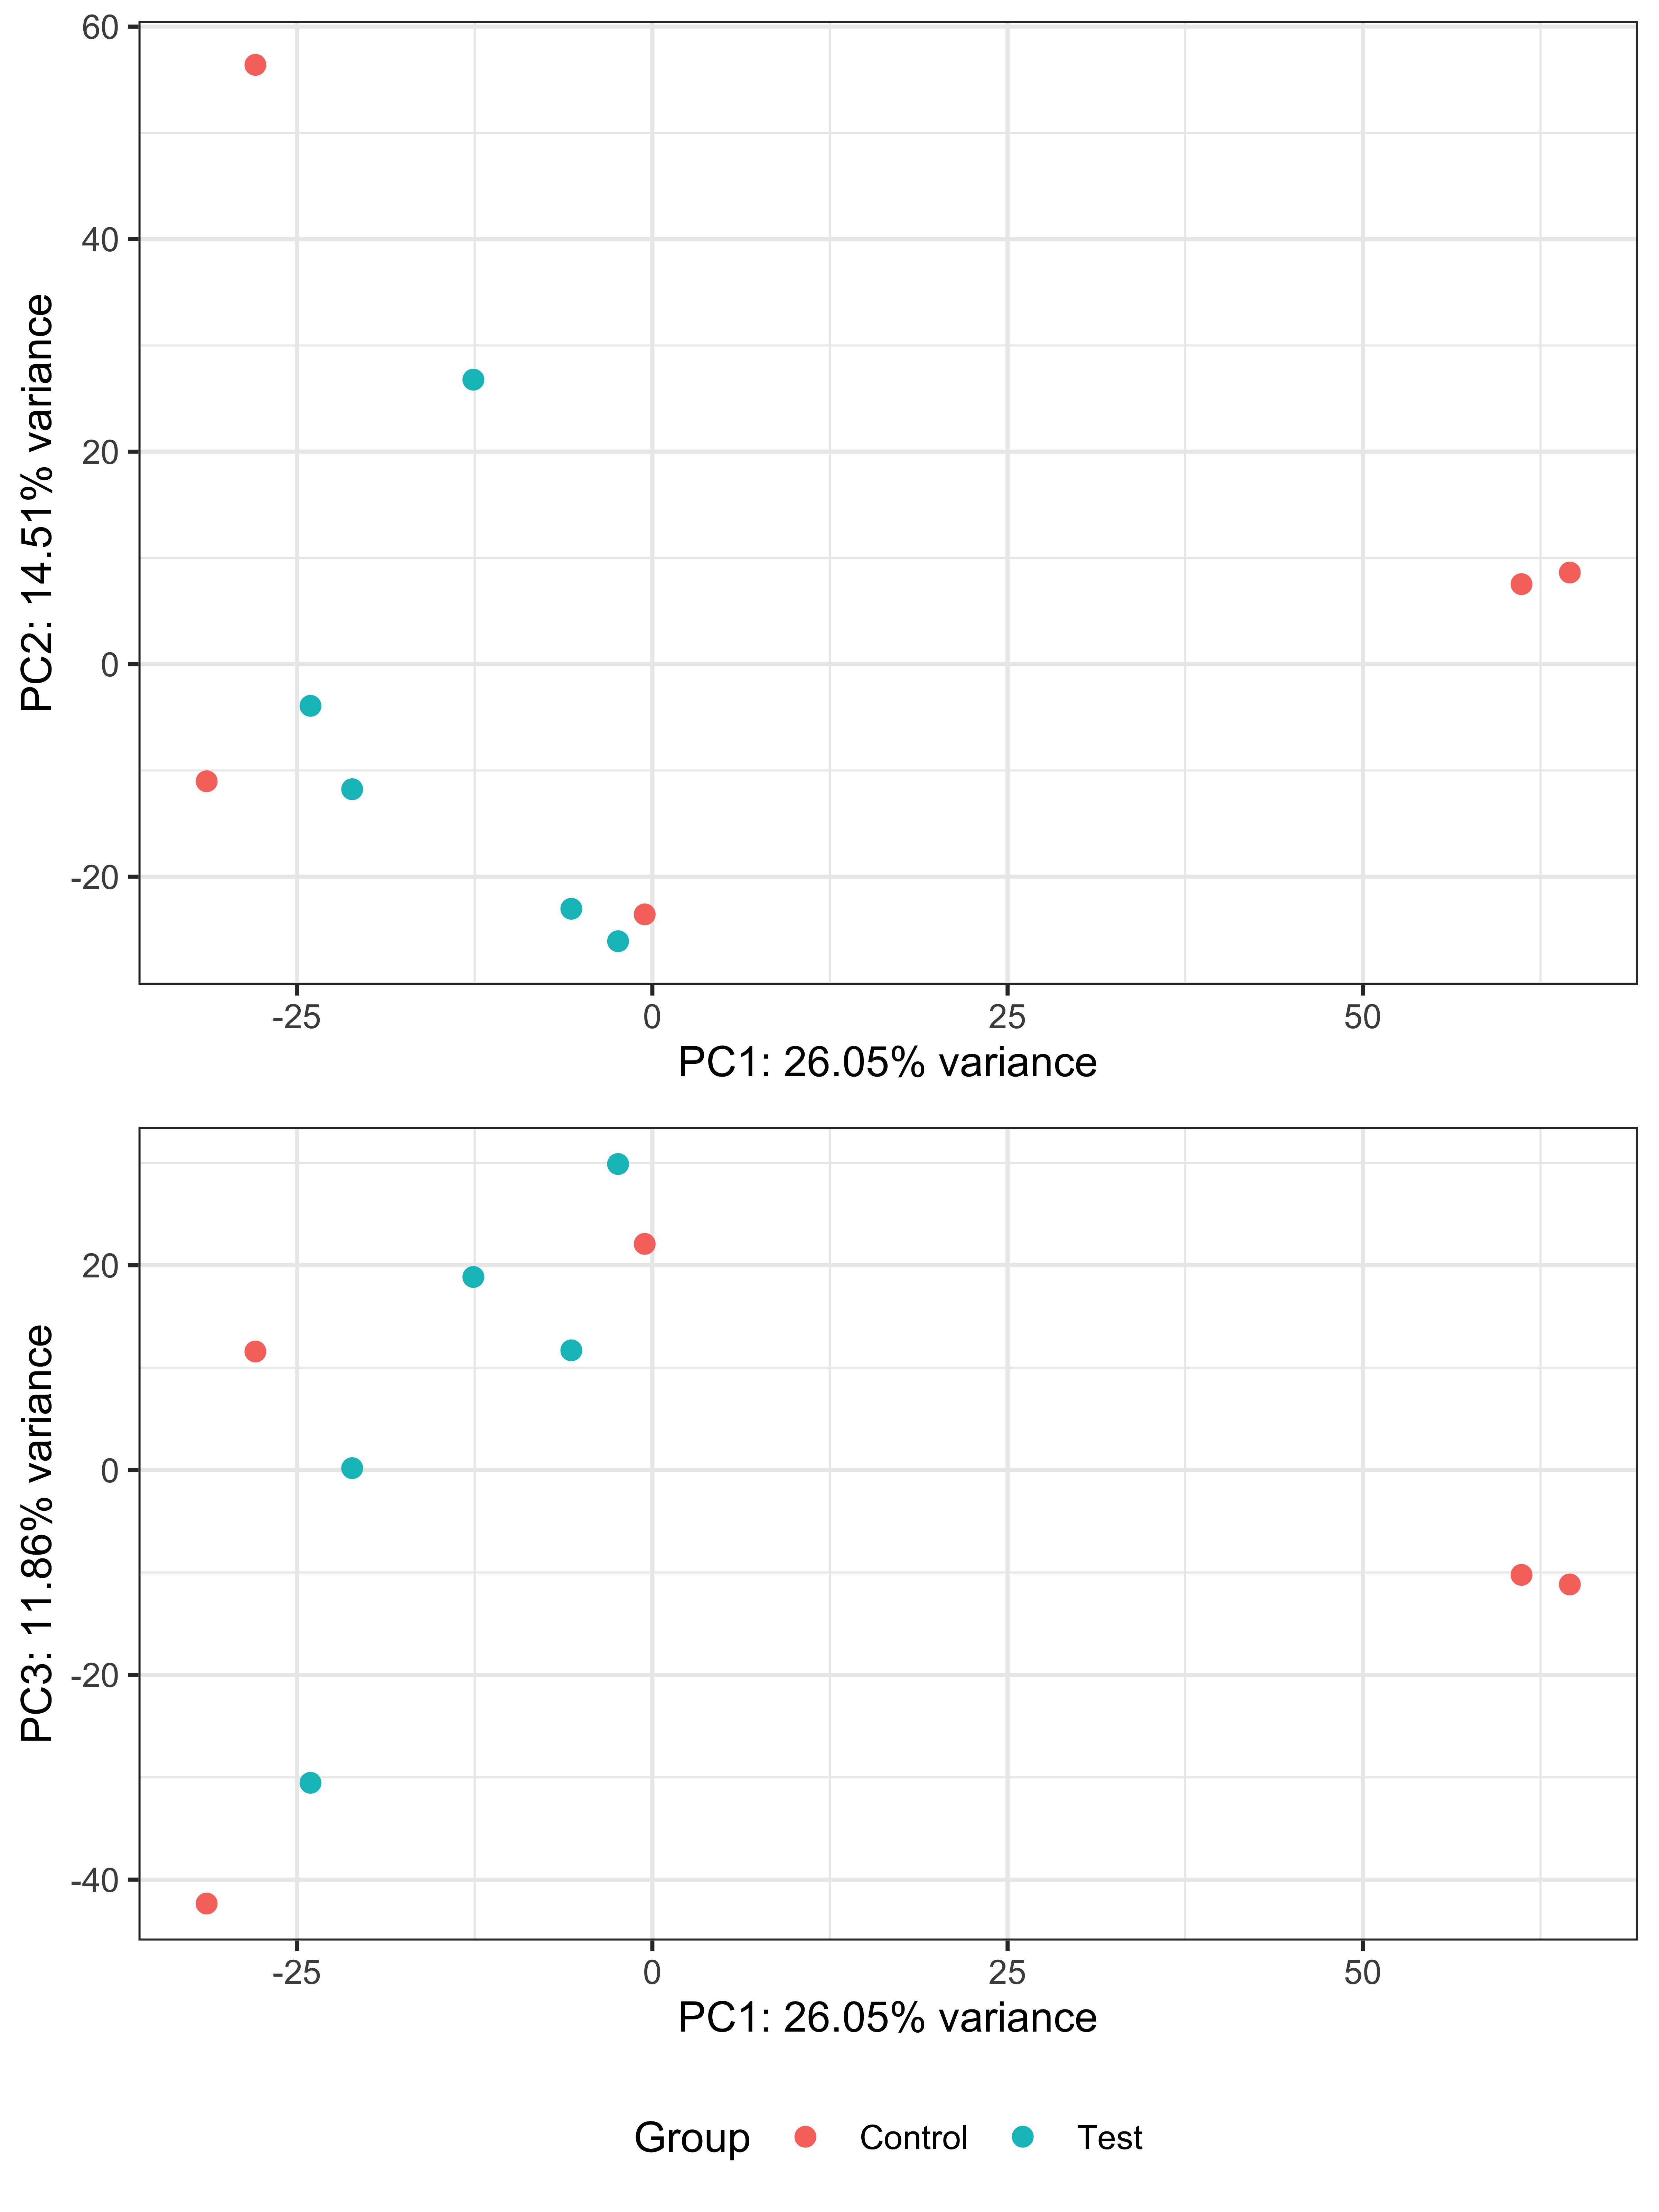 60
40
20
0
-20
PC2: 14.51% variance
-25 0 25 50
PC1: 26.05% variance
20
0
-20
-40
PC3: 11.86% variance
-25 0 25 50
PC1: 26.05% variance
Group Control Test